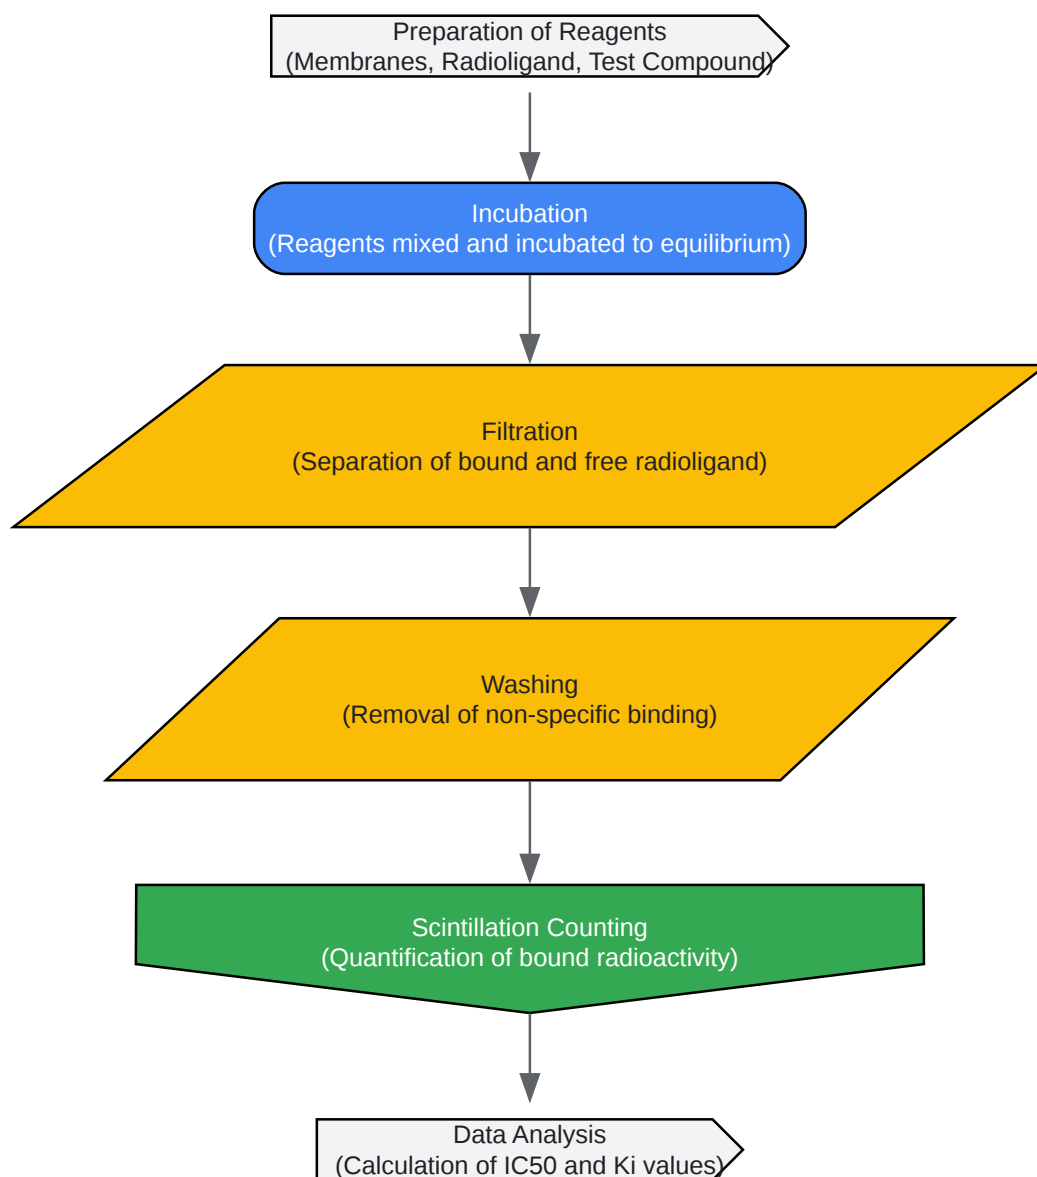 Preparation of Reagents
(Membranes, Radioligand, Test Compound)
Incubation
(Reagents mixed and incubated to equilibrium)
Filtration
(Separation of bound and free radioligand)
Washing
(Removal of non-specific binding)
Scintillation Counting
(Quantification of bound radioactivity)
Data Analysis
(Calculation of IC50 and Ki values)